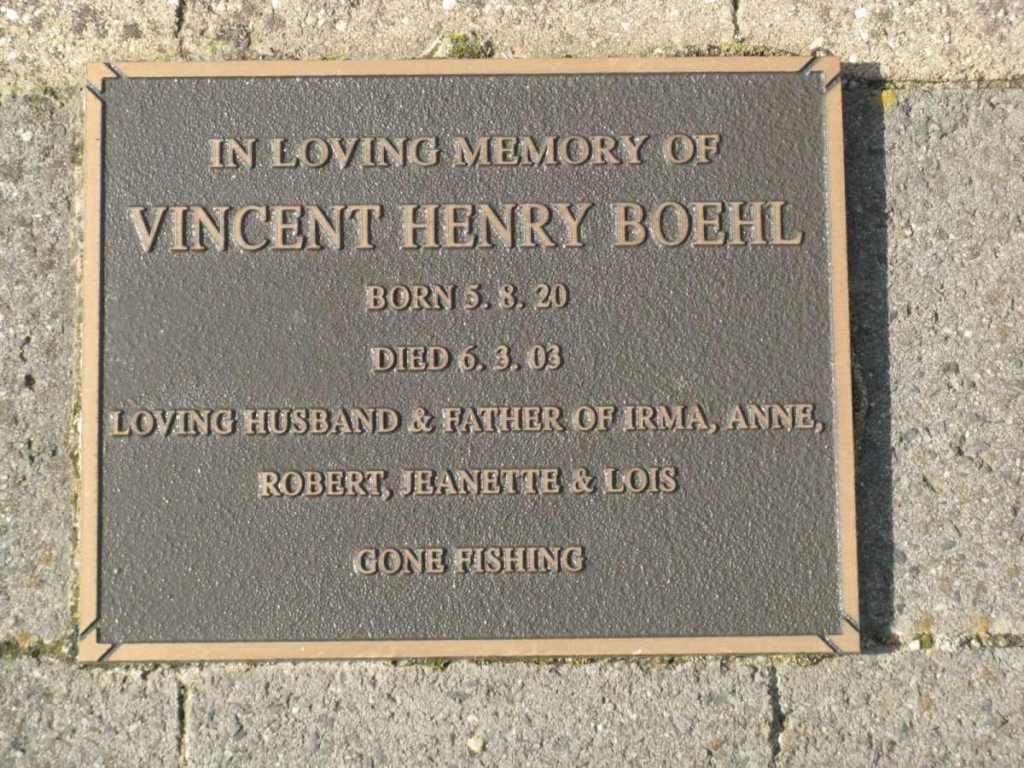 IN LOVING MEMORY OF
VINCENT HENRY BOEHL
BORN 5. 8. 20
DIED 6. 3. 03
LOVING HUSBAND & FATHER OF IRMA, ANNE,
ROBERT, JEANETTE & LOIS
GONE FISHING